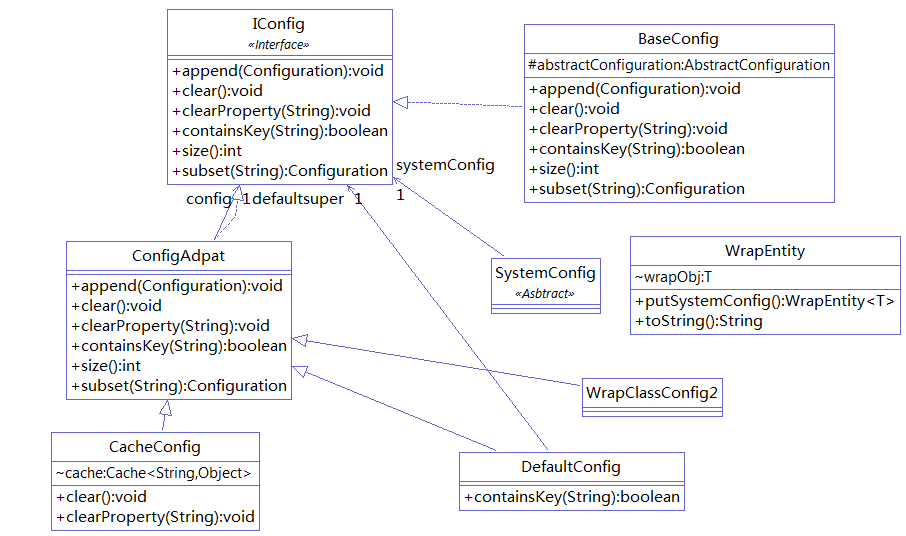 IConfig
«Interface»
+append(Configuration):void
+clear():void
+clearProperty(String):void
+containsKey(String):boolean
+size():int
+subset(String):Configuration
BaseConfig
#abstractConfiguration:AbstractConfiguration
+append(Configuration):void
+clear():void
+clearProperty(String):void
+containsKey(String):boolean
+size():int
+subset(String):Configuration
systemConfig
1
config
1
defaultsuper
1
ConfigAdpat
+append(Configuration):void
+clear():void
+clearProperty(String):void
+containsKey(String):boolean
+size():int
+subset(String):Configuration
SystemConfig
«Asbtract»
WrapEntity
~wrapObj:T
+putSystemConfig():WrapEntity<T>
+toString():String
WrapClassConfig2
CacheConfig
~cache:Cache<String,Object>
+clear():void
+clearProperty(String):void
DefaultConfig
+containsKey(String):boolean